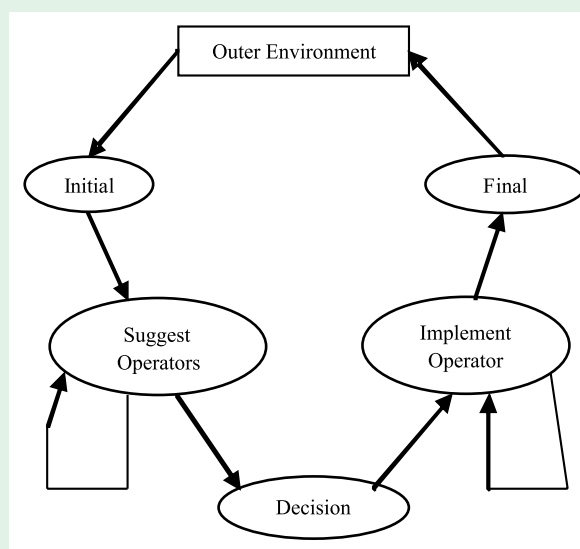 Outer Environment
Initial
Final
Suggest
Operators
Implement
Operator
Decision